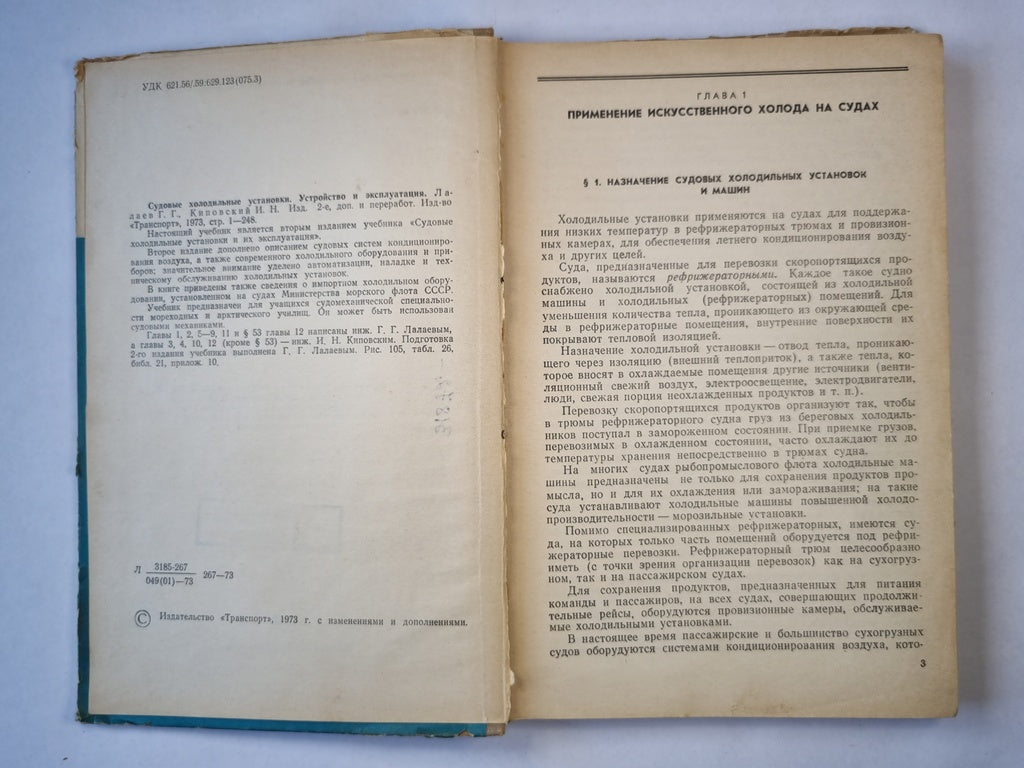 УДК 621.56/.59:629.123(075.3)
Судовые холодильные установки. Устройство и эксплуатация. Ла-
лаев Г. Г., Киповский И. Н. Изд. 2-е, доп. и переработ. Изд-во
«Транспорт», 1973, стр. 1—248.
Настоящий учебник является вторым изданием учебника «Судовые
холодильные установки и их эксплуатация».
Второе издание дополнено описанием судовых систем кондициониро-
вания воздуха, а также современного холодильного оборудования и при-
боров; значительное внимание уделено автоматизации, наладке и тех-
ническому обслуживанию холодильных установок.
В книге приведены также сведения о импортном холодильном обору-
довании, установленном на судах Министерства морского флота СССР.
Учебник предназначен для учащихся судомеханической специально-
сти мореходных и арктического училищ. Он может быть использован
судовыми механиками.
Главы 1, 2, 5—9, 11 и § 53 главы 12 написаны инж. Г. Г. Лалаевым,
а главы 3, 4, 10, 12 (кроме § 53) — инж. И. Н. Киповским. Подготовка
2-го издания учебника выполнена Г. Г. Лалаевым. Рис. 105, табл. 26,
библ. 21, прилож. 10.
Л 3185-267
049(01)—73 267—73
© Издательство «Транспорт», 1973 г. с изменениями и дополнениями.
ГЛАВА 1
ПРИМЕНЕНИЕ ИСКУССТВЕННОГО ХОЛОДА НА СУДАХ
§ 1. НАЗНАЧЕНИЕ СУДОВЫХ ХОЛОДИЛЬНЫХ УСТАНОВОК
И МАШИН
Холодильные установки применяются на судах для поддержа-
ния низких температур в рефрижераторных трюмах и провизион-
ных камерах, для обеспечения летнего кондиционирования возду-
ха и других целей.
Суда, предназначенные для перевозки скоропортящихся про-
дуктов, называются рефрижераторными. Каждое такое судно
снабжено холодильной установкой, состоящей из холодильной
машины и холодильных (рефрижераторных) помещений. Для
уменьшения количества тепла, проникающего из окружающей сре-
ды в рефрижераторные помещения, внутренние поверхности их
покрывают тепловой изоляцией.
Назначение холодильной установки — отвод тепла, проникаю-
щего через изоляцию (внешний теплоприток), а также тепла, ко-
торое вносят в охлаждаемые помещения другие источники (венти-
ляционный свежий воздух, электроосвещение, электродвигатели,
люди, свежая порция неохлажденных продуктов и т. п.).
Перевозку скоропортящихся продуктов организуют так, чтобы
в трюмы рефрижераторного судна груз из береговых холодиль-
ников поступал в замороженном состоянии. При приемке грузов,
перевозимых в охлажденном состоянии, часто охлаждают их до
температуры хранения непосредственно в трюмах судна.
На многих судах рыбопромыслового флота холодильные ма-
шины предназначены не только для сохранения продуктов про-
мысла, но и для их охлаждения или замораживания; на такие
суда устанавливают холодильные машины повышенной холодо-
производительности — морозильные установки.
Помимо специализированных рефрижераторных, имеются су-
да, на которых только часть помещений оборудуется под рефри-
жераторные перевозки. Рефрижераторный трюм целесообразно
иметь (с точки зрения организации перевозок) как на сухогруз-
ном, так и на пассажирском судах.
Для сохранения продуктов, предназначенных для питания
команды и пассажиров, на всех судах, совершающих продолжи-
тельные рейсы, оборудуются провизионные камеры, обслуживае-
мые холодильными установками.
В настоящее время пассажирские и большинство сухогрузных
судов оборудуются системами кондиционирования воздуха, кото-
3